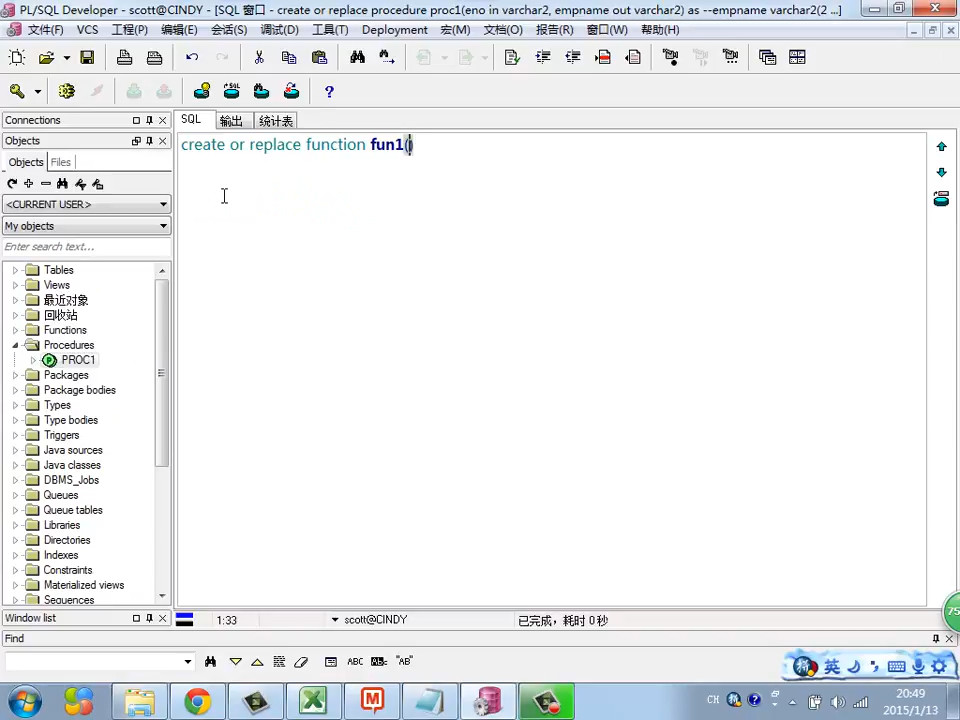 PL/SQL Developer - scott@CINDY - [SQL 窗口 - create or replace procedure proc1(eno in varchar2, empname out varchar2) as --empname varchar2(2 ...]
文件(F) VCS 工程(P) 编辑(E) 会话(S) 调试(D) 工具(T) Deployment 宏(M) 文档(O) 报告(R) 窗口(W) 帮助(H)
Connections
Objects
Objects Files
<CURRENT USER>
My objects
Enter search text...
Tables
Views
最近对象
回收站
Functions
Procedures
PROC1
Packages
Package bodies
Types
Type bodies
Triggers
Java sources
Java classes
DBMS_Jobs
Queues
Queue tables
Libraries
Directories
Indexes
Constraints
Materialized views
Sequences
Window list
SQL 输出 统计表
create or replace function fun1()
1:33 scott@CINDY 已完成，耗时 0 秒
Find
ABC ABc "AB"
英
75
CH
20:49
2015/1/13